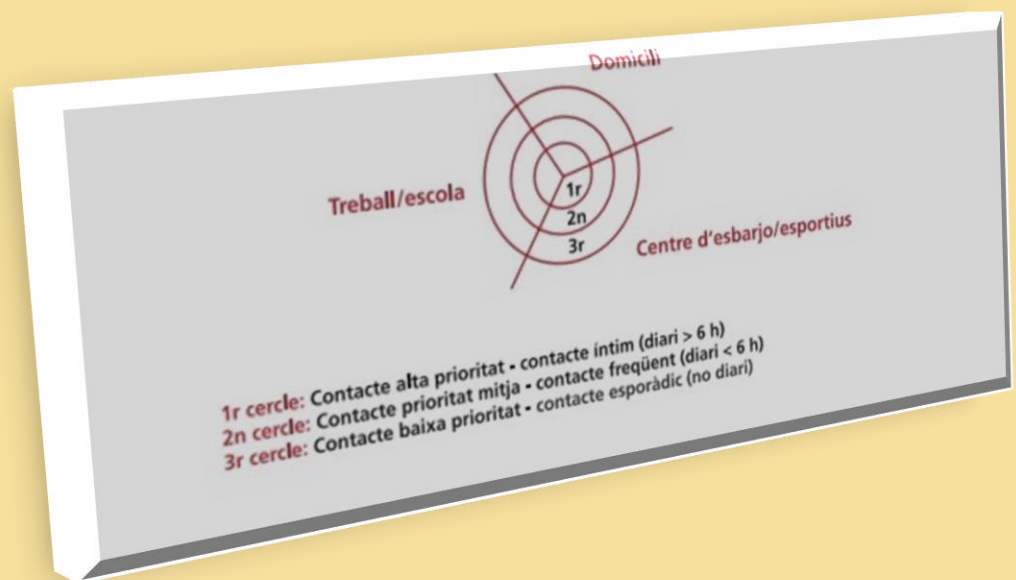 Domicili
Treball/escola
1r
2n
3r
Centre d'esbarjo/esportius
1r cercle: Contacte alta prioritat - contacte íntim (diari > 6 h)
2n cercle: Contacte prioritat mitja - contacte freqüent (diari < 6 h)
3r cercle: Contacte baixa prioritat - contacte esporàdic (no diari)